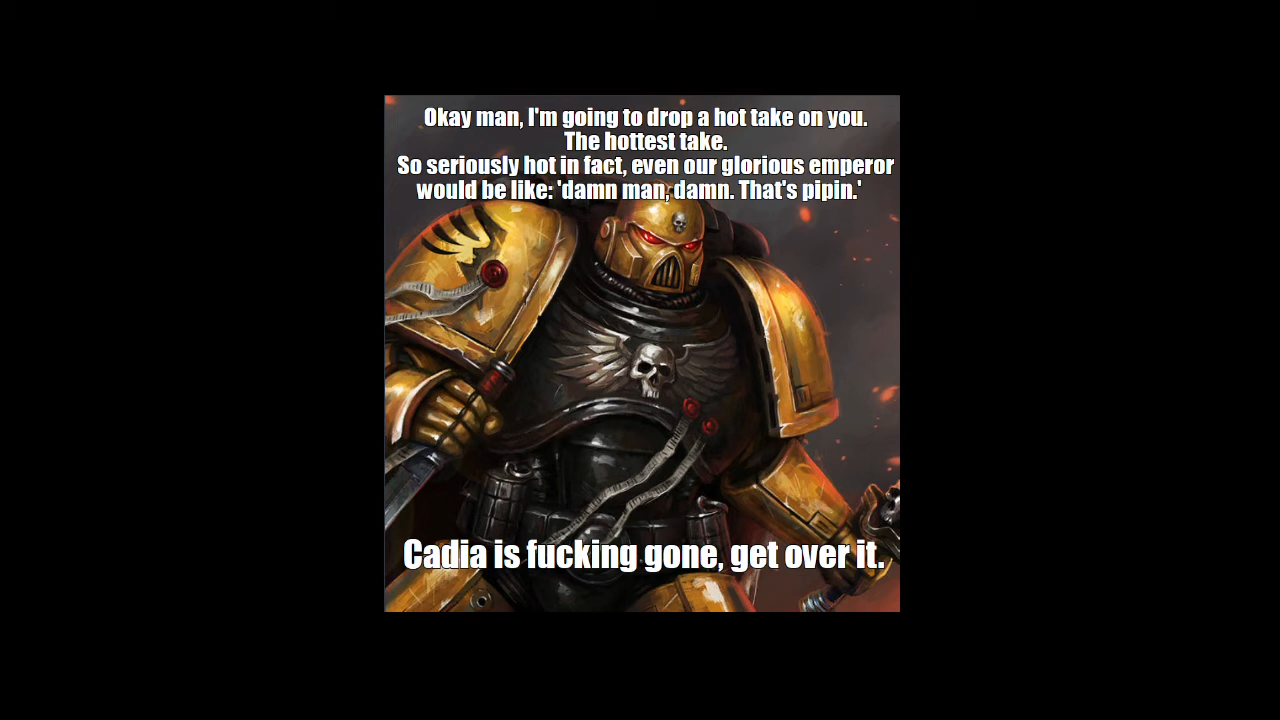 Okay man, I'm going to drop a hot take on you.
The hottest take.
So seriously hot in fact, even our glorious emperor
would be like: 'damn man, damn. That's pipin.'
Cadia is fucking gone, get over it.